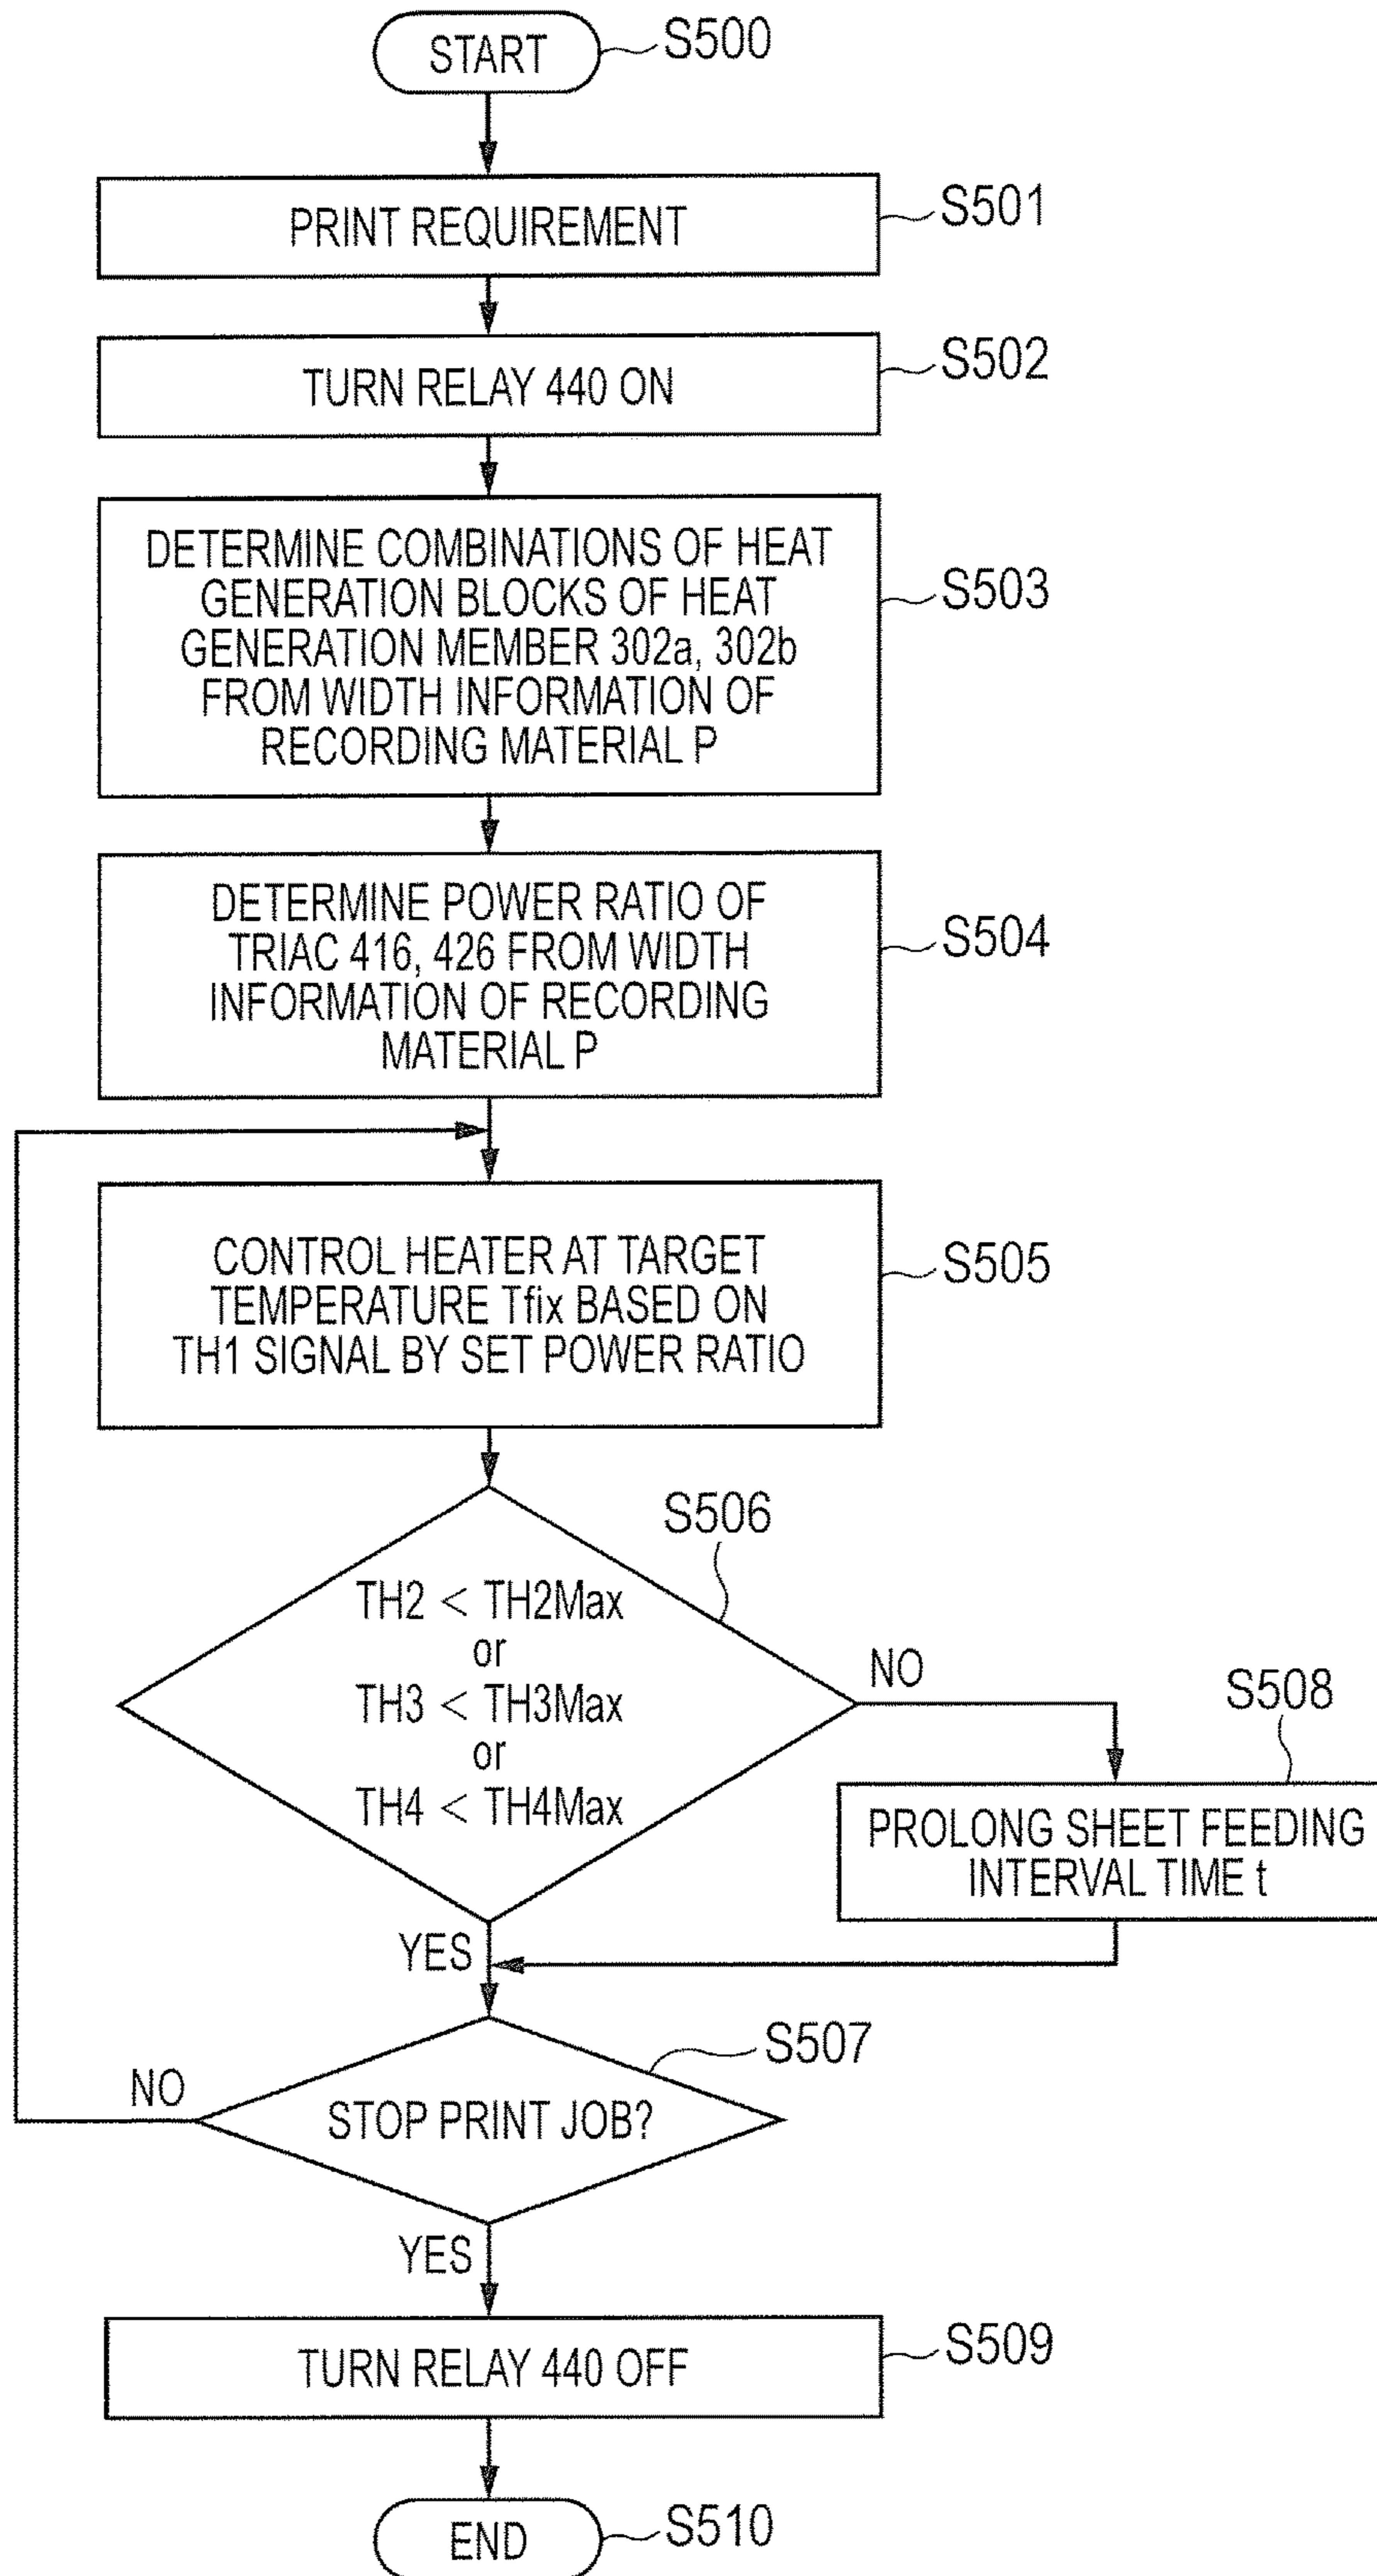 START
S500
PRINT REQUIREMENT
S501
TURN RELAY 440 ON
S502
DETERMINE COMBINATIONS OF HEAT
GENERATION BLOCKS OF HEAT
GENERATION MEMBER 302a, 302b
FROM WIDTH INFORMATION OF
RECORDING MATERIAL P
S503
DETERMINE POWER RATIO OF
TRIAC 416, 426 FROM WIDTH
INFORMATION OF RECORDING
MATERIAL P
S504
CONTROL HEATER AT TARGET
TEMPERATURE Tfix BASED ON
TH1 SIGNAL BY SET POWER RATIO
S505
S506
TH2 < TH2Max
or
TH3 < TH3Max
or
TH4 < TH4Max
NO
S508
PROLONG SHEET FEEDING
INTERVAL TIME t
YES
S507
NO
STOP PRINT JOB?
YES
TURN RELAY 440 OFF
S509
END
S510